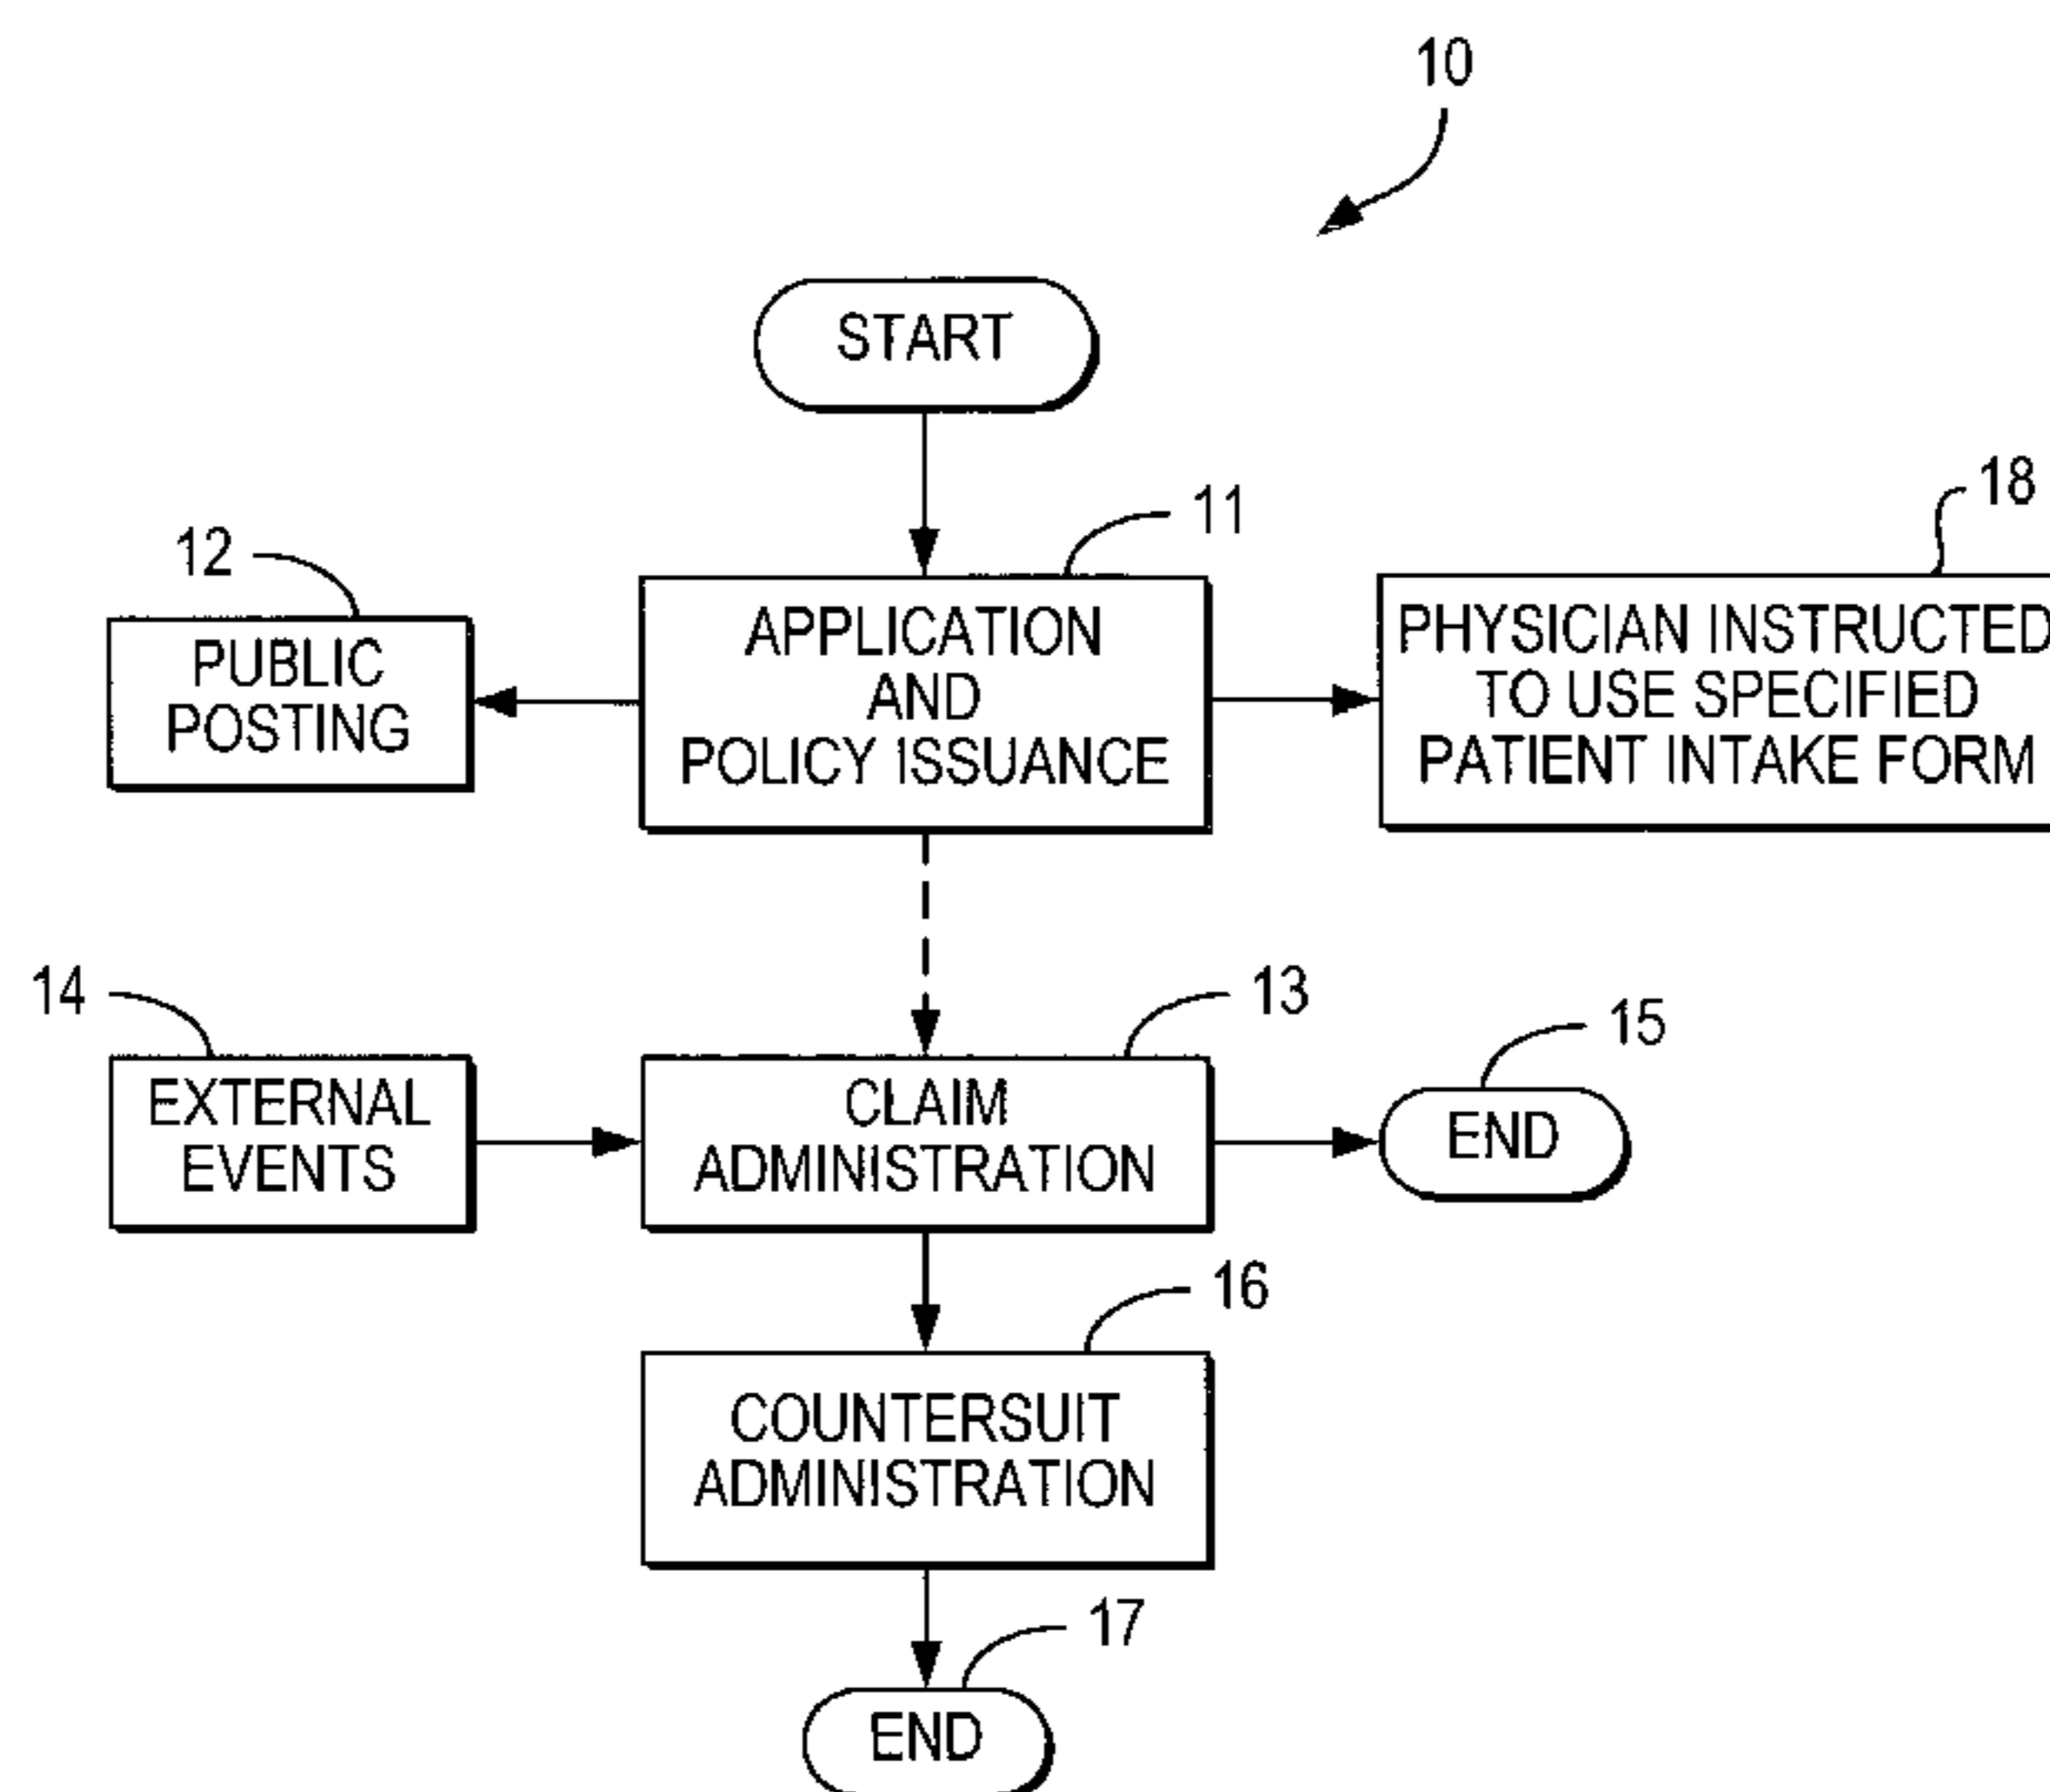 10
START
11
18
12
PUBLIC
POSTING
APPLICATION
AND
POLICY ISSUANCE
PHYSICIAN INSTRUCTED
TO USE SPECIFIED
PATIENT INTAKE FORM
14
13
15
EXTERNAL
EVENTS
CLAIM
ADMINISTRATION
END
16
COUNTERSUIT
ADMINISTRATION
17
END